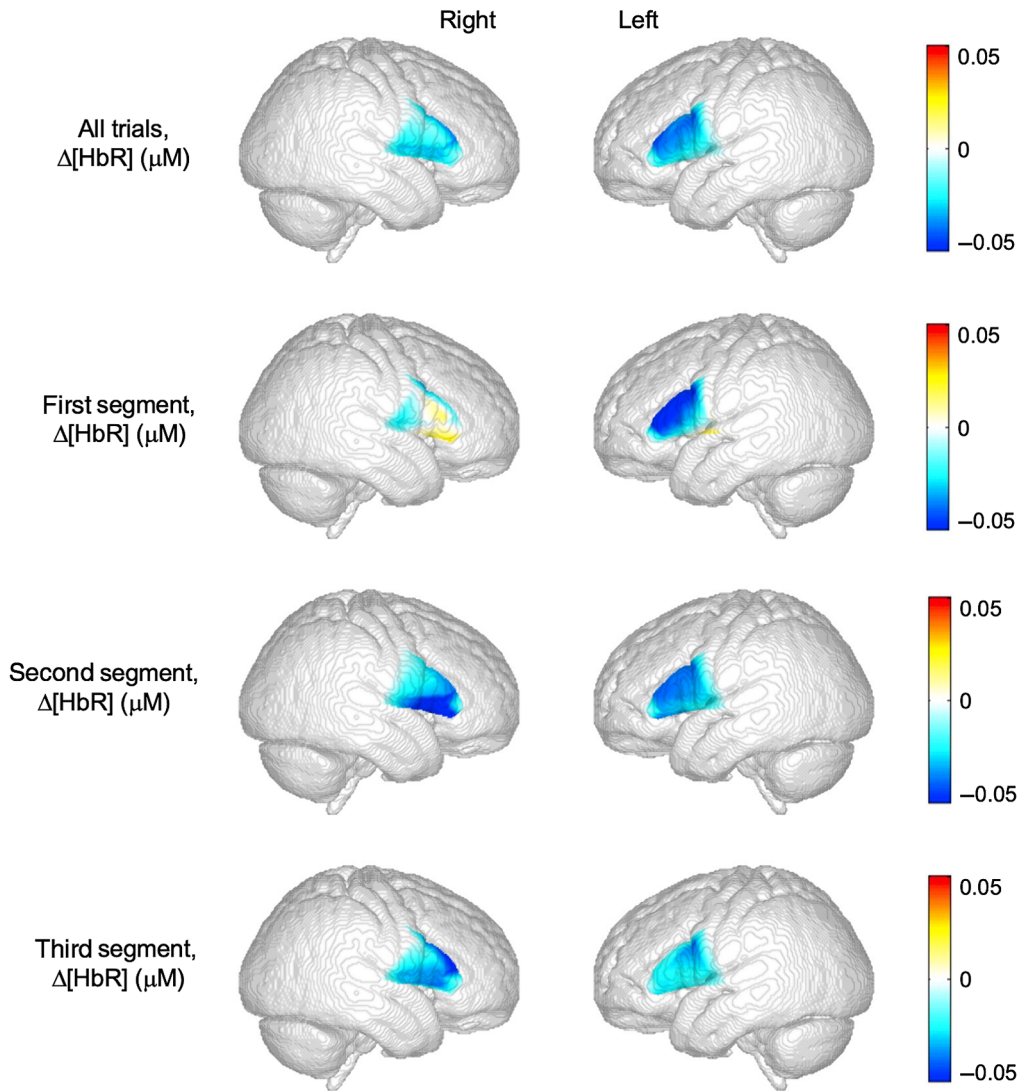 Right Left
All trials,
Δ[HbR] (μM)
0.05
0
−0.05
First segment,
Δ[HbR] (μM)
0.05
0
−0.05
Second segment,
Δ[HbR] (μM)
0.05
0
−0.05
Third segment,
Δ[HbR] (μM)
0.05
0
−0.05